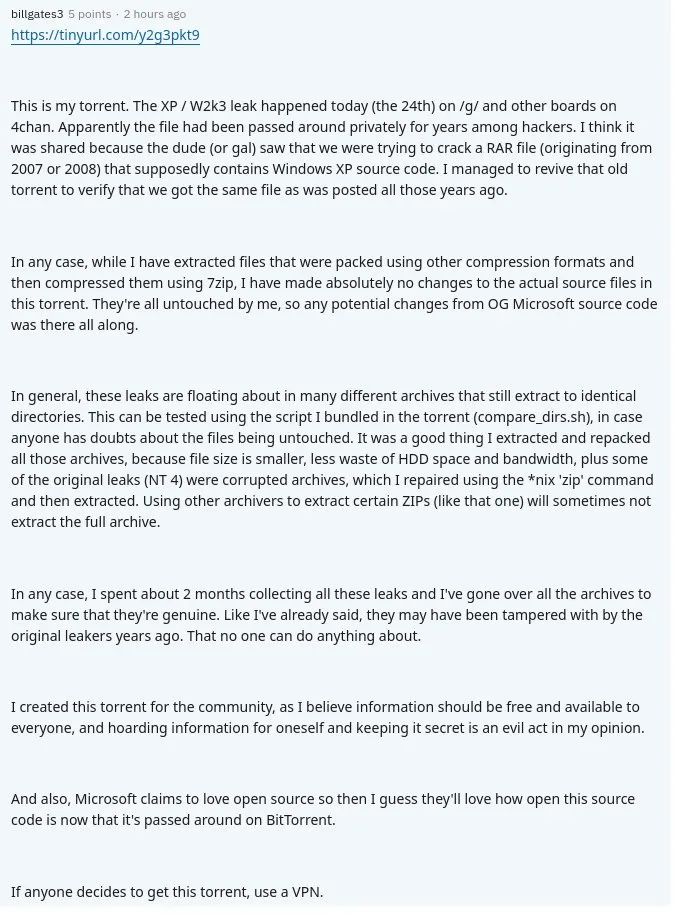 billgates3 5 points · 2 hours ago
https://tinyurl.com/y2g3pkt9
This is my torrent. The XP / W2k3 leak happened today (the 24th) on /g/ and other boards on
4chan. Apparently the file had been passed around privately for years among hackers. I think it
was shared because the dude (or gal) saw that we were trying to crack a RAR file (originating from
2007 or 2008) that supposedly contains Windows XP source code. I managed to revive that old
torrent to verify that we got the same file as was posted all those years ago.
In any case, while I have extracted files that were packed using other compression formats and
then compressed them using 7zip, I have made absolutely no changes to the actual source files in
this torrent. They're all untouched by me, so any potential changes from OG Microsoft source code
was there all along.
In general, these leaks are floating about in many different archives that still extract to identical
directories. This can be tested using the script I bundled in the torrent (compare_dirs.sh), in case
anyone has doubts about the files being untouched. It was a good thing I extracted and repacked
all those archives, because file size is smaller, less waste of HDD space and bandwidth, plus some
of the original leaks (NT 4) were corrupted archives, which I repaired using the *nix 'zip' command
and then extracted. Using other archivers to extract certain ZIPs (like that one) will sometimes not
extract the full archive.
In any case, I spent about 2 months collecting all these leaks and I've gone over all the archives to
make sure that they're genuine. Like I've already said, they may have been tampered with by the
original leakers years ago. That no one can do anything about.
I created this torrent for the community, as I believe information should be free and available to
everyone, and hoarding information for oneself and keeping it secret is an evil act in my opinion.
And also, Microsoft claims to love open source so then I guess they'll love how open this source
code is now that it's passed around on BitTorrent.
If anyone decides to get this torrent, use a VPN.